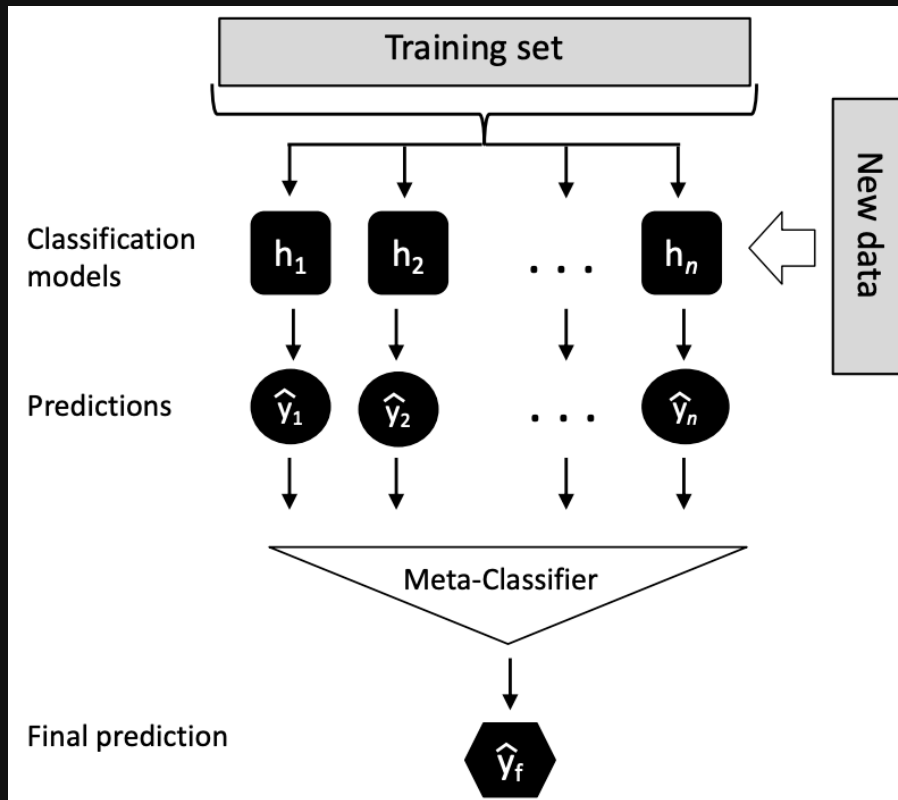 Training set
New data
Classification
models
h₁ h₂ . . . hₙ
Predictions
ŷ₁ ŷ₂ . . . ŷₙ
Meta-Classifier
Final prediction
ŷf